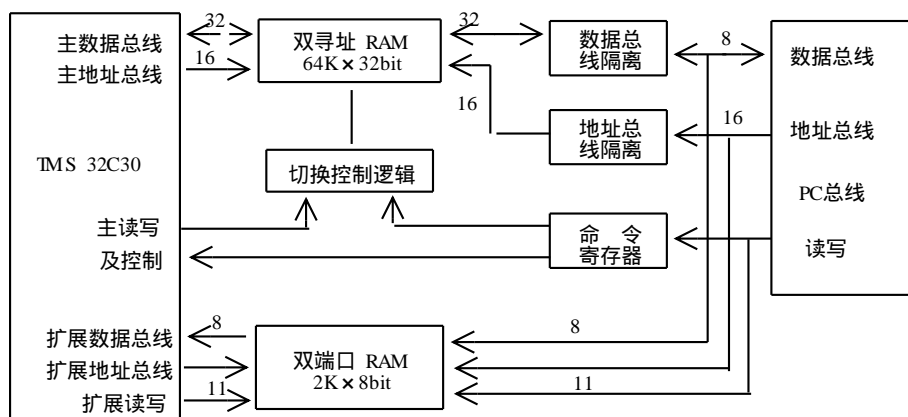 主数据总线
主地址总线
TMS 32C30
主读写
及控制
扩展数据总线
扩展地址总线
扩展读写
32
16
双寻址 RAM
64K×32bit
32
16
切换控制逻辑
数据总
线隔离
地址总
线隔离
命 令
寄存器
8
16
数据总线
地址总线
PC总线
读写
8
11
双端口 RAM
2K×8bit
8
11